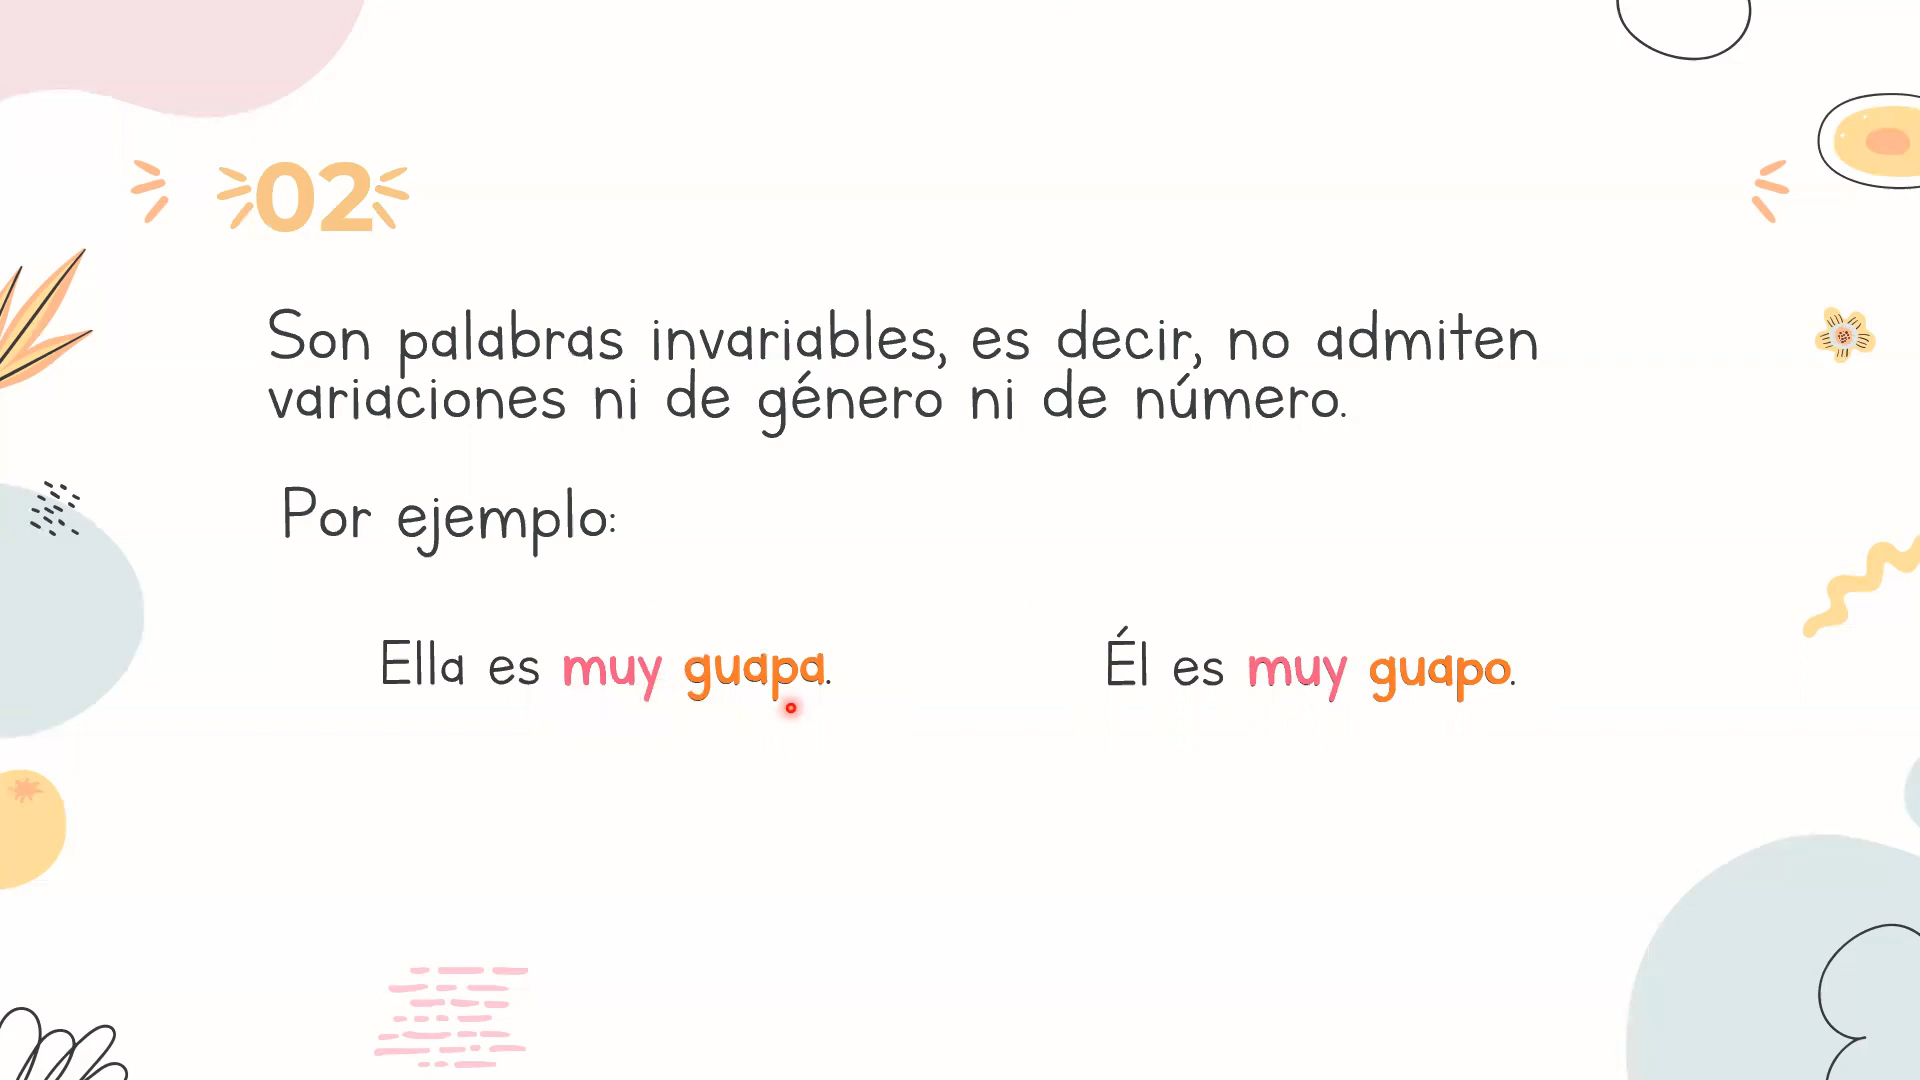 02
Son palabras invariables, es decir, no admiten
variaciones ni de género ni de número.
Por ejemplo:
Ella es muy guapa.
Él es muy guapo.